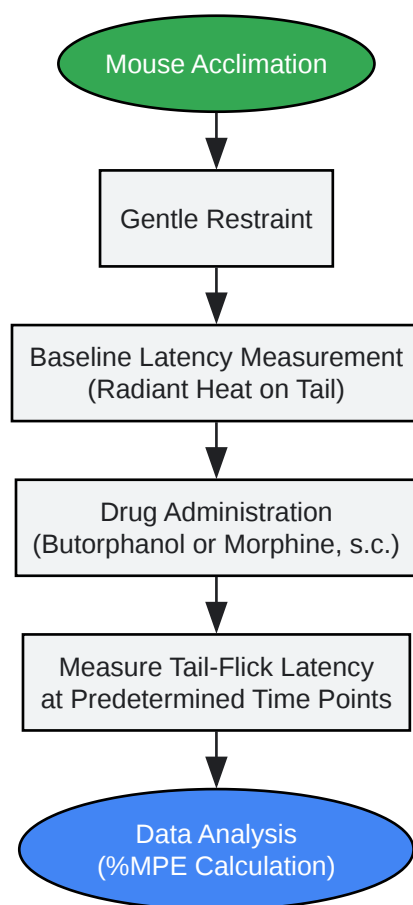 Mouse Acclimation
Gentle Restraint
Baseline Latency Measurement
(Radiant Heat on Tail)
Drug Administration
(Butorphanol or Morphine, s.c.)
Measure Tail-Flick Latency
at Predetermined Time Points
Data Analysis
(%MPE Calculation)